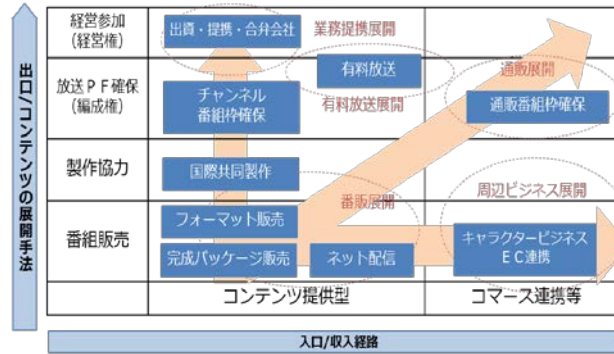 経営参加
(経営権)
出資・提携・合弁会社
業務提携展開
有料放送
通販展開
放送PF確保
(編成権)
チャンネル
番組枠確保
有料放送展開
通販番組枠確保
製作協力
国際共同製作
番販展開
周辺ビジネス展開
番組販売
フォーマット販売
完成パッケージ販売
ネット配信
キャラクタービジネス
EC連携
コンテンツ提供型
コマース連携等
出口/コンテンツの展開手法
入口/収入経路